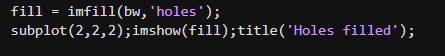 fill = imfill(bw,'holes');
subplot(2,2,2);imshow(fill);title('Holes filled');